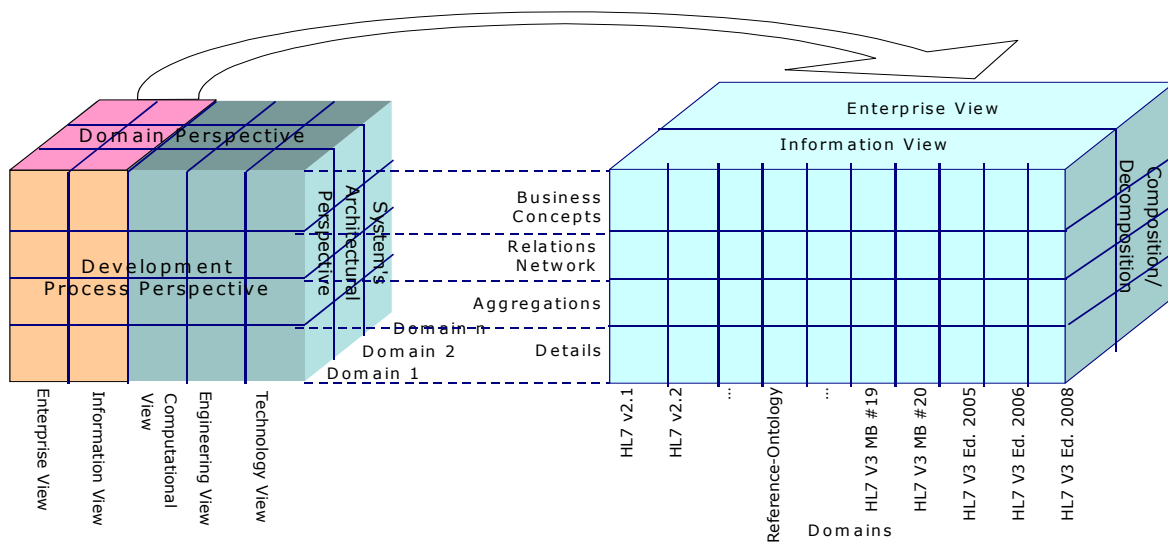 Domain Perspective
Development
Process Perspective
System's
Architectural
Perspective
Domain n
Domain 2
Domain 1
Enterprise View
Information View
Computational
View
Engineering View
Technology View
Business
Concepts
Relations
Network
Aggregations
Details
Enterprise View
Information View
Composition/
Decomposition
HL7 v2.1
HL7 v2.2
...
Reference-Ontology
...
HL7 V3 MB #19
HL7 V3 MB #20
HL7 V3 Ed. 2005
HL7 V3 Ed. 2006
HL7 V3 Ed. 2008
Domains